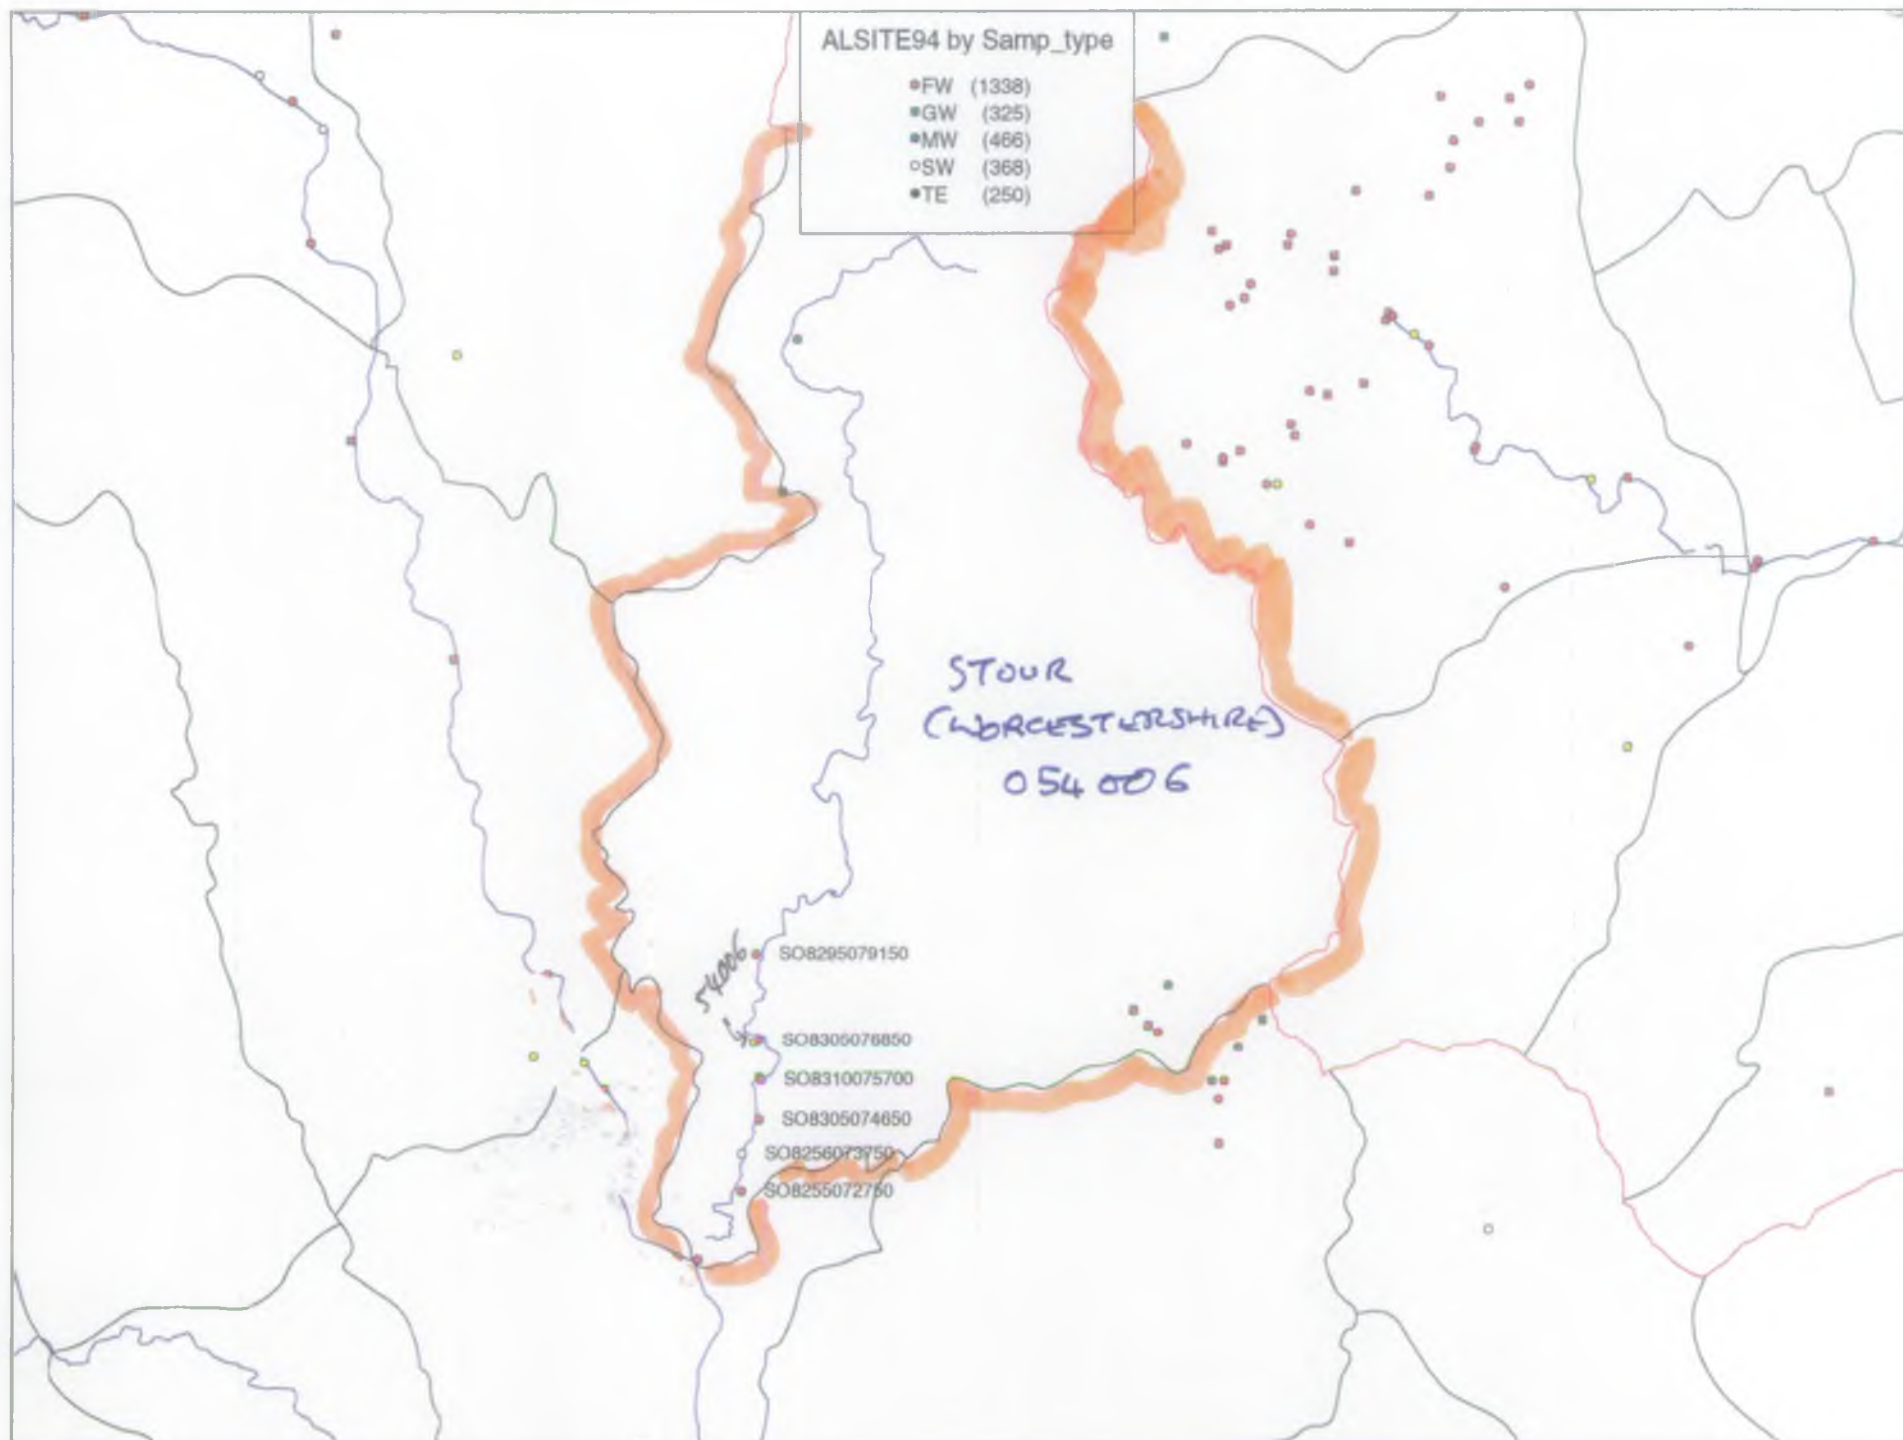 ALSITE94 by Samp_type
FW (1338)
GW (325)
MW (466)
SW (368)
TE (250)
STOUR
(WORCESTERSHIRE)
054006
54006
SO8295079150
SO8305076850
SO8310075700
SO8305074650
SO8256073750
SO8255072750